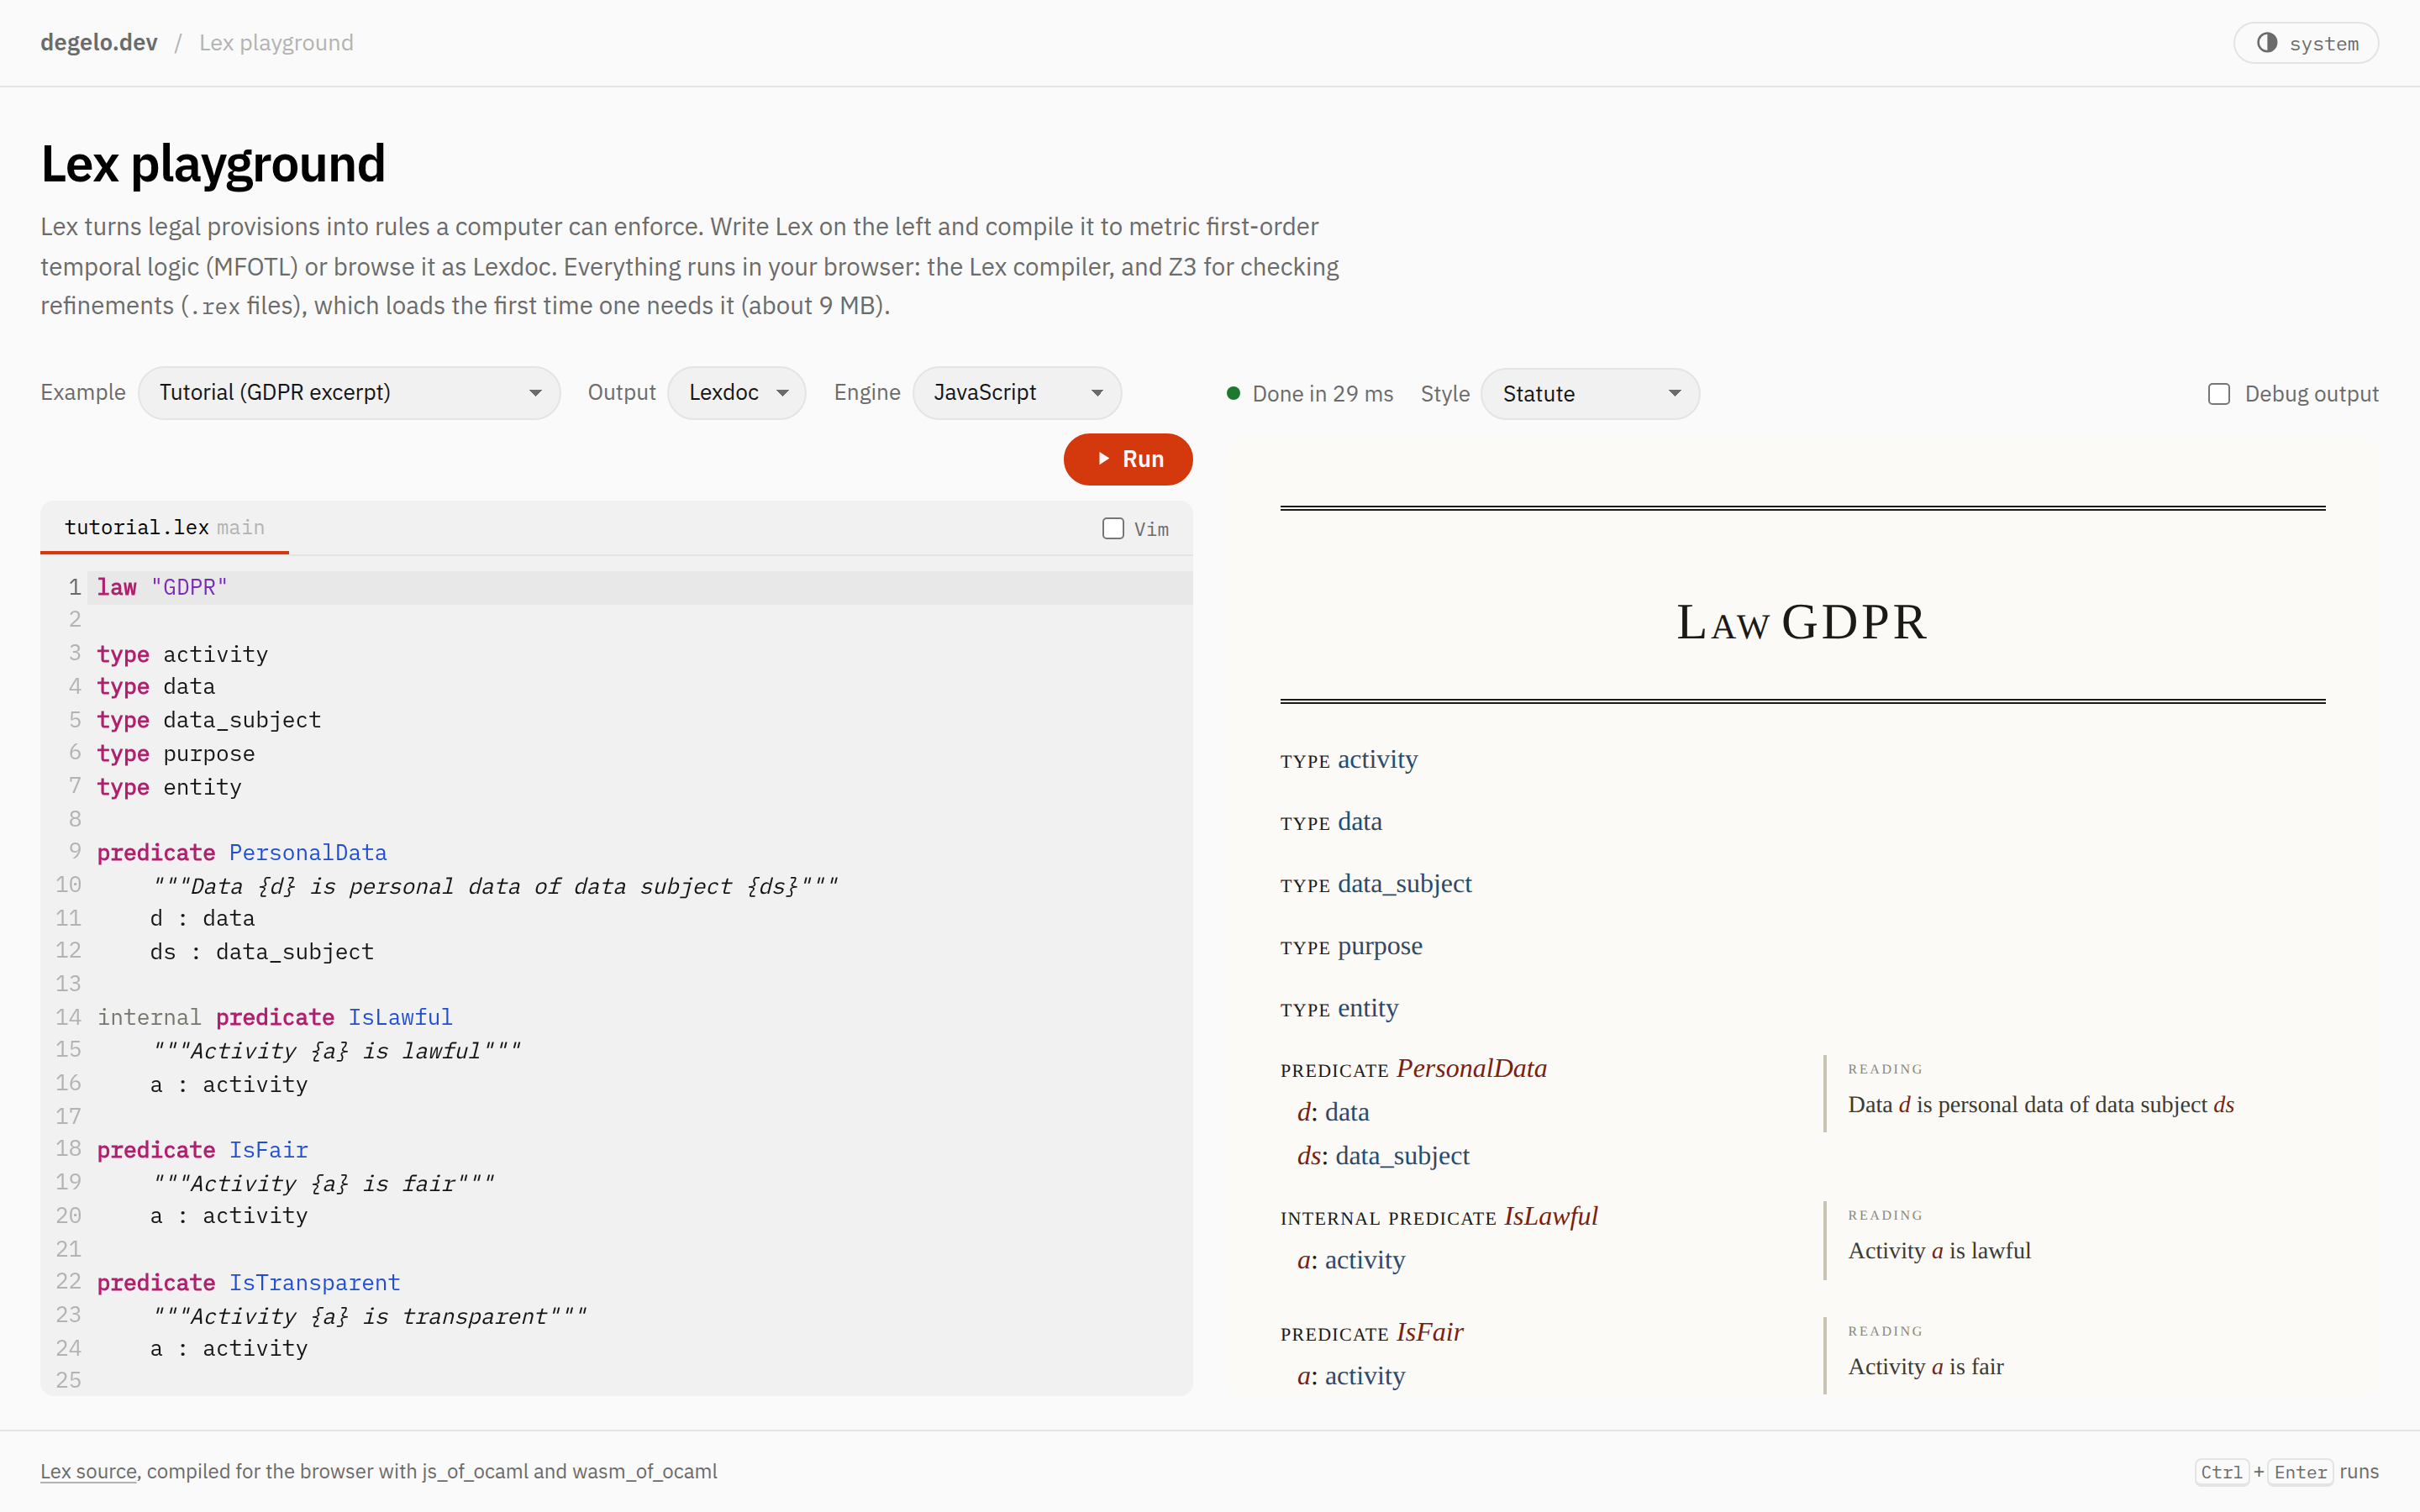 degelo.dev / Lex playground
system
Lex playground
Lex turns legal provisions into rules a computer can enforce. Write Lex on the left and compile it to metric first-order
temporal logic (MFOTL) or browse it as Lexdoc. Everything runs in your browser: the Lex compiler, and Z3 for checking
refinements (.rex files), which loads the first time one needs it (about 9 MB).
Example Tutorial (GDPR excerpt) Output Lexdoc Engine JavaScript
Run
tutorial.lex main Vim
1 law "GDPR"
2
3 type activity
4 type data
5 type data_subject
6 type purpose
7 type entity
8
9 predicate PersonalData
10 """Data {d} is personal data of data subject {ds}"""
11 d : data
12 ds : data_subject
13
14 internal predicate IsLawful
15 """Activity {a} is lawful"""
16 a : activity
17
18 predicate IsFair
19 """Activity {a} is fair"""
20 a : activity
21
22 predicate IsTransparent
23 """Activity {a} is transparent"""
24 a : activity
25
Done in 29 ms Style Statute Debug output
Law GDPR
TYPE activity
TYPE data
TYPE data_subject
TYPE purpose
TYPE entity
PREDICATE PersonalData
d: data
ds: data_subject
READING
Data d is personal data of data subject ds
INTERNAL PREDICATE IsLawful
a: activity
READING
Activity a is lawful
PREDICATE IsFair
a: activity
READING
Activity a is fair
Lex source, compiled for the browser with js_of_ocaml and wasm_of_ocaml
Ctrl + Enter runs